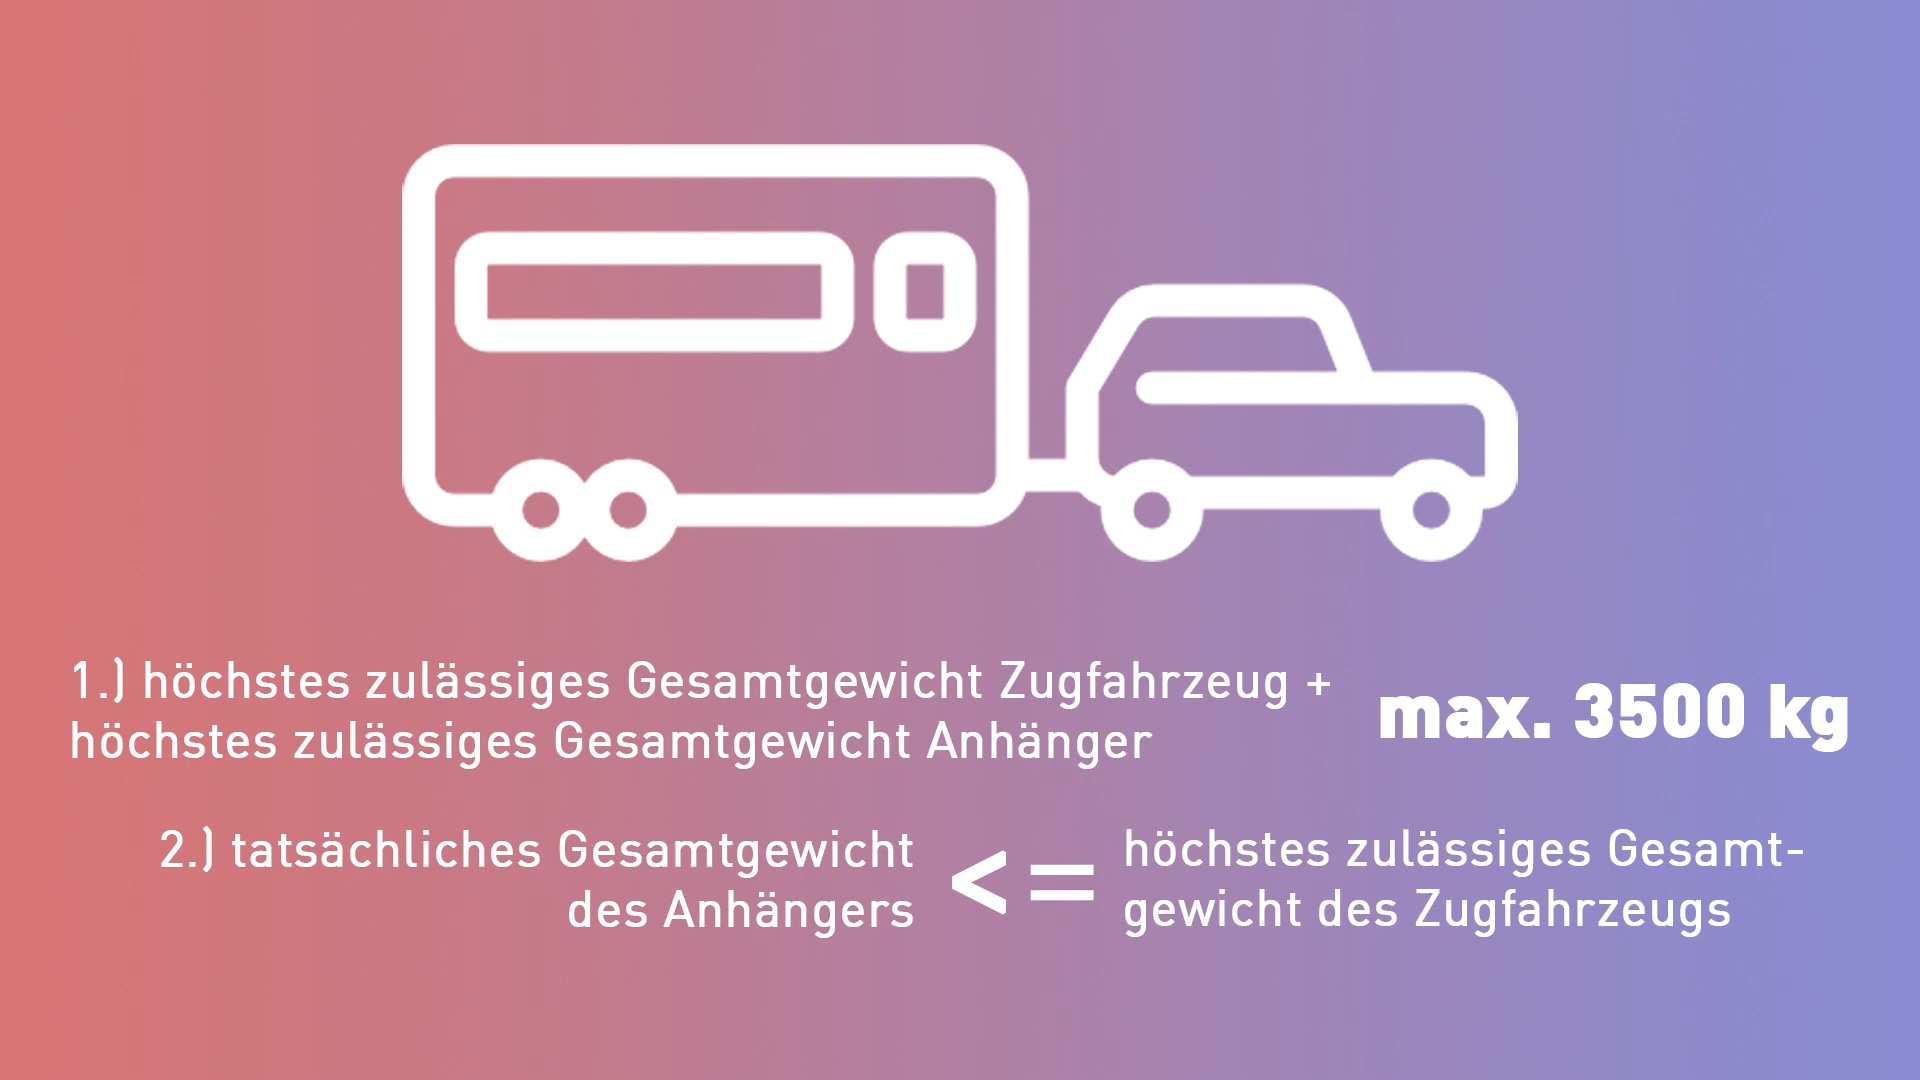 1.) höchstes zulässiges Gesamtgewicht Zugfahrzeug +
höchstes zulässiges Gesamtgewicht Anhänger
max. 3500 kg
2.) tatsächliches Gesamtgewicht
des Anhängers
<=
höchstes zulässiges Gesamt-
gewicht des Zugfahrzeugs